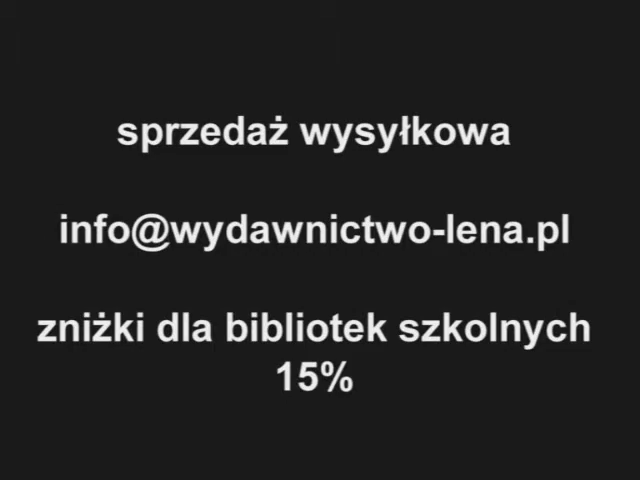 sprzedaż wysyłkowa
info@wydawnictwo-lena.pl
zniżki dla bibliotek szkolnych
15%